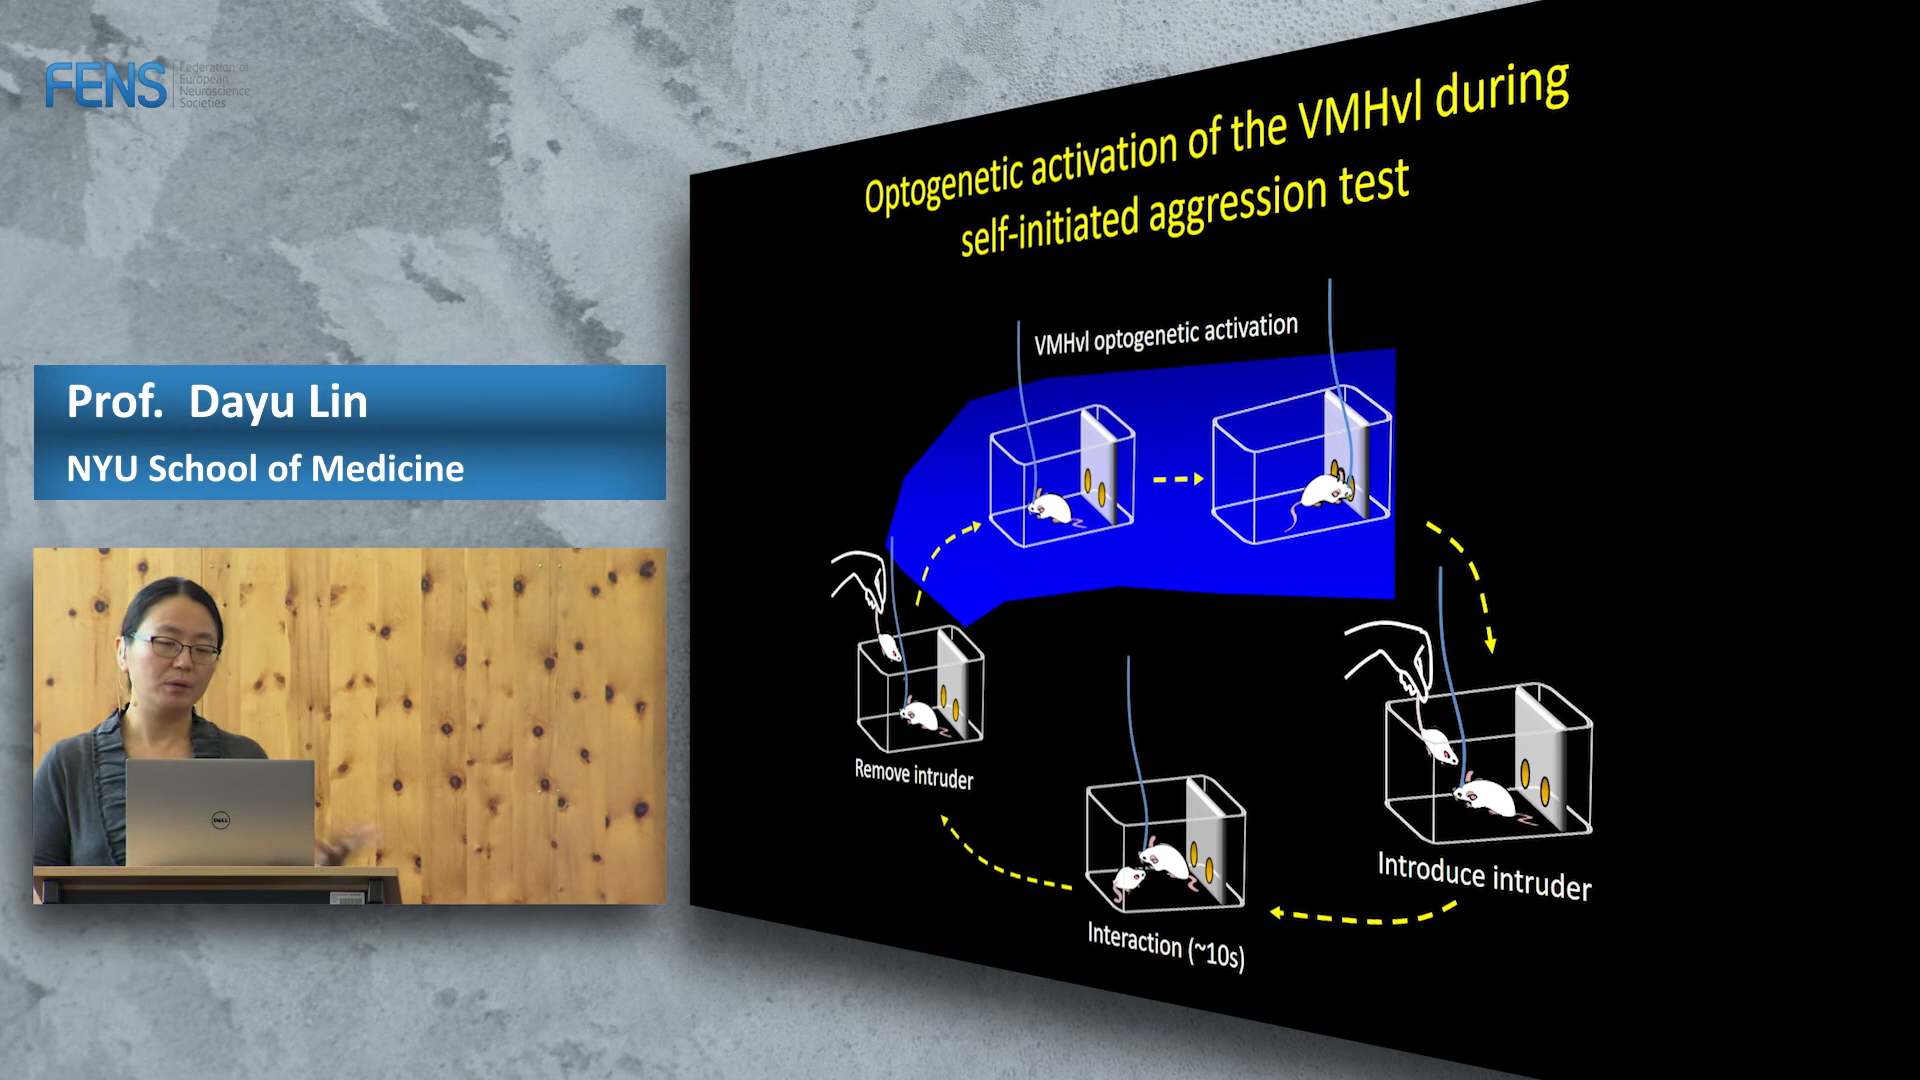 FENS
Federation of
European
Neuroscience
Societies
Prof. Dayu Lin
NYU School of Medicine
DELL
Optogenetic activation of the VMHvl during
self-initiated aggression test
VMHvl optogenetic activation
Remove intruder
Interaction (~10s)
Introduce intruder